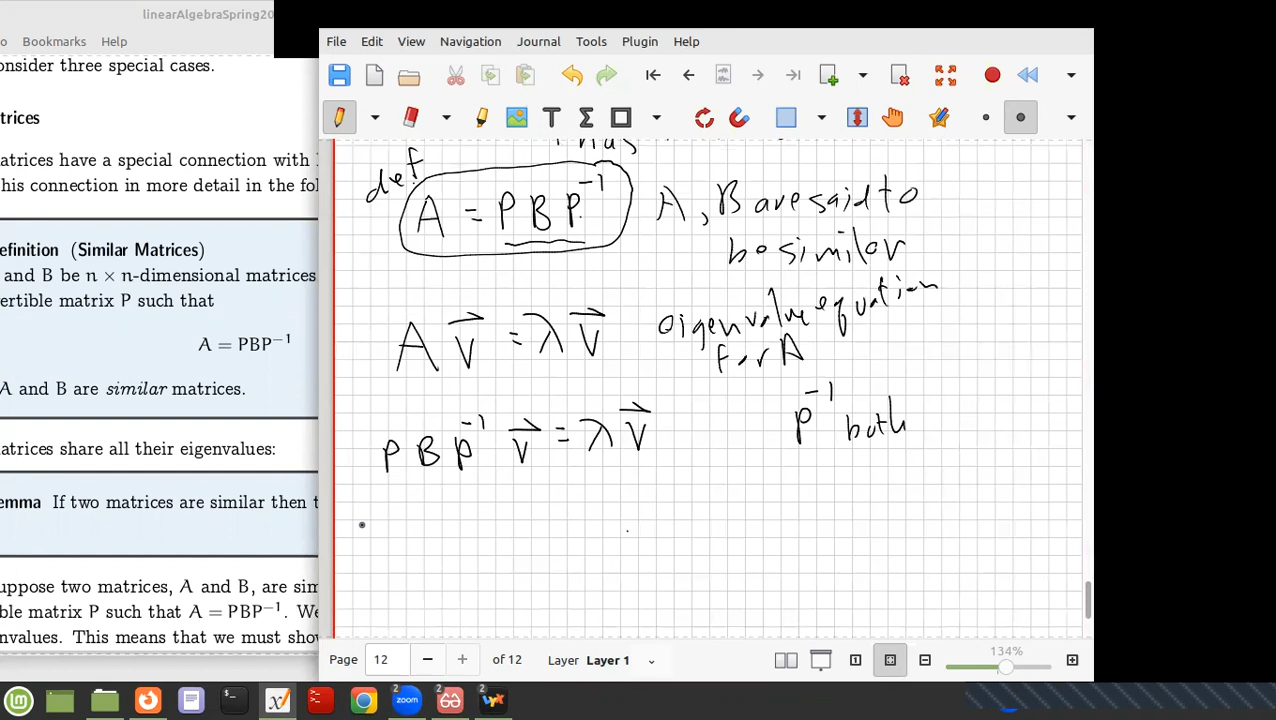 linearAlgebraSpring20
Bookmarks Help
onsider three special cases.
trices
atrices have a special connection with
his connection in more detail in the fol
efinition (Similar Matrices)
and B be n × n-dimensional matrices
vertible matrix P such that
A = PBP⁻¹
A and B are similar matrices.
atrices share all their eigenvalues:
emma If two matrices are similar then t
uppose two matrices, A and B, are sim
ble matrix P such that A = PBP⁻¹. We
nvalues. This means that we must show
File Edit View Navigation Journal Tools Plugin Help
def
A = PBP⁻¹ A, B are said to
be similar
A v⃗ = λ v⃗ eigenvalue equation
for A
P B P⁻¹ v⃗ = λ v⃗ P⁻¹ both
Page 12 of 12 Layer Layer 1 134%
2 zoom 2 2